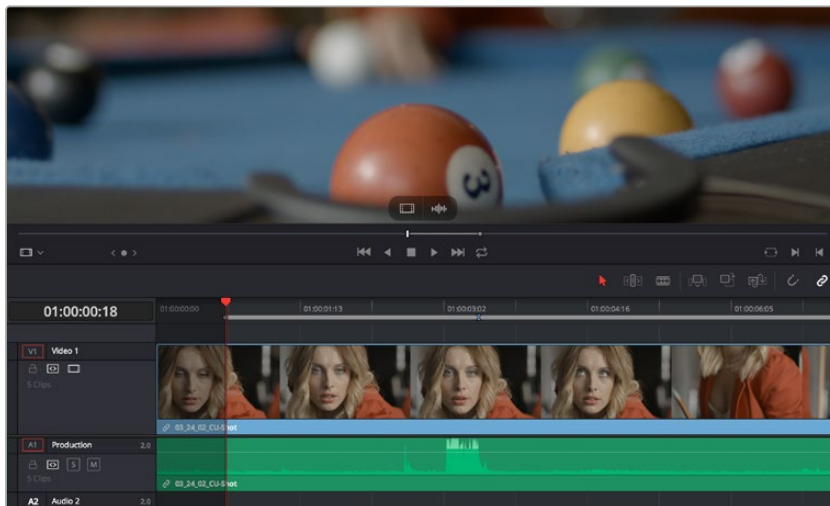 3
01:00:00:18
01:00:00:00
01:00:01:13
01:00:03:02
01:00:04:16
01:00:06:05
V1 Video 1
5 Clips
03_24_02_CU-Shot
A1 Production 2.0
S M
5 Clips
03_24_02_CU-Shot
A2 Audio 2 2.0